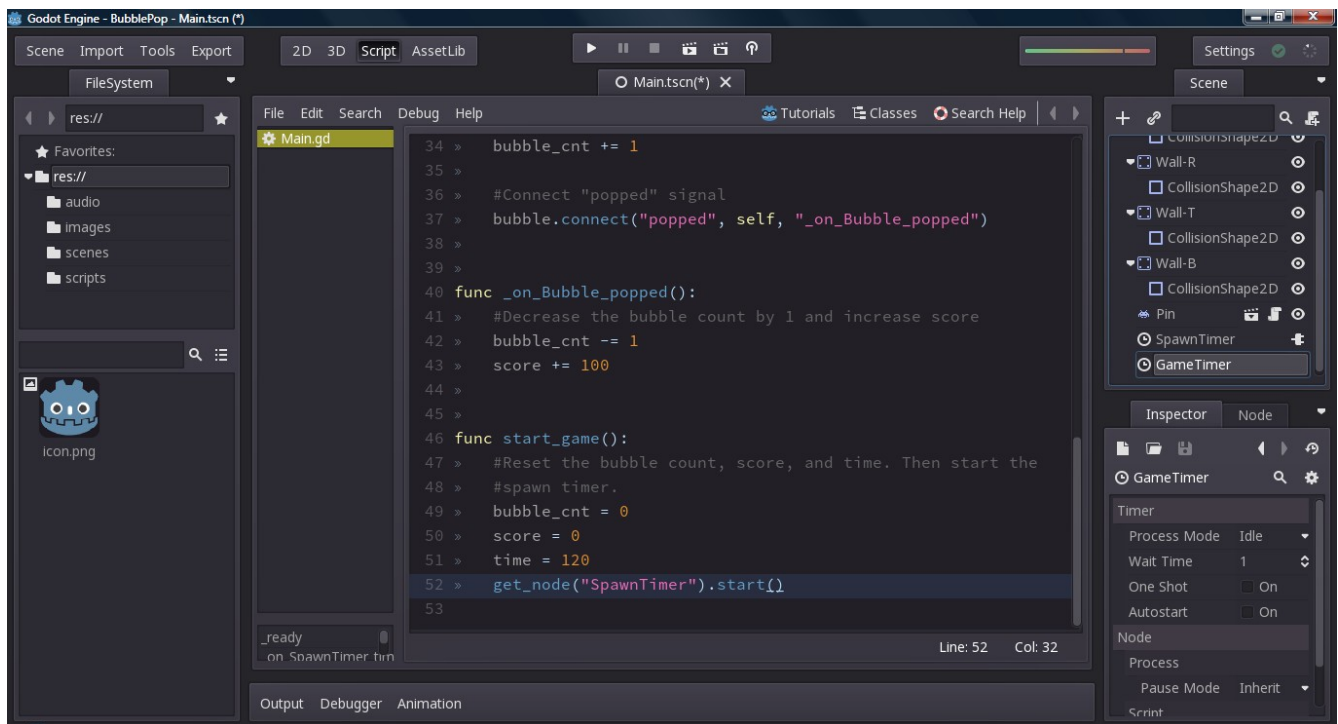 Godot Engine - BubblePop - Main.tscn (*)
Scene Import Tools Export
2D 3D Script AssetLib
Settings
FileSystem
Main.tscn(*)
Scene
res://
Favorites:
res://
audio
images
scenes
scripts
icon.png
File Edit Search Debug Help
Tutorials Classes Search Help
Main.gd
34 » bubble_cnt += 1
35 »
36 » #Connect "popped" signal
37 » bubble.connect("popped", self, "_on_Bubble_popped")
38 »
39 »
40 func _on_Bubble_popped():
41 » #Decrease the bubble count by 1 and increase score
42 » bubble_cnt -= 1
43 » score += 100
44 »
45 »
46 func start_game():
47 » #Reset the bubble count, score, and time. Then start the
48 » #spawn timer.
49 » bubble_cnt = 0
50 » score = 0
51 » time = 120
52 » get_node("SpawnTimer").start()
53
_ready
on SpawnTimer tim
Line: 52 Col: 32
Output Debugger Animation
CollisionShape2D
Wall-R
CollisionShape2D
Wall-T
CollisionShape2D
Wall-B
CollisionShape2D
Pin
SpawnTimer
GameTimer
Inspector Node
GameTimer
Timer
Process Mode Idle
Wait Time 1
One Shot On
Autostart On
Node
Process
Pause Mode Inherit
Script